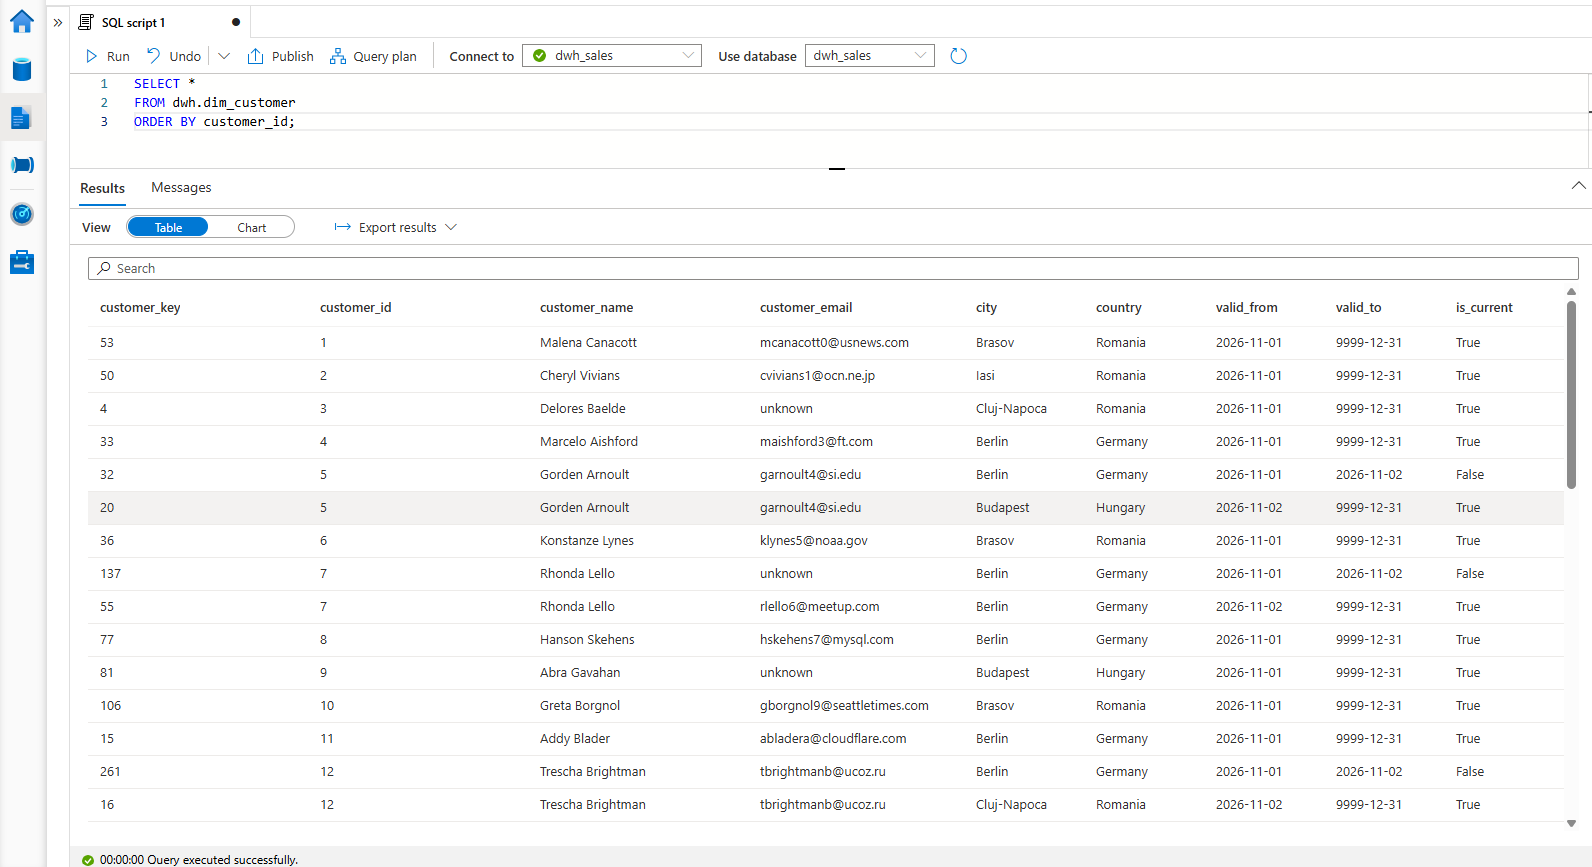 SQL script 1
Run Undo Publish Query plan Connect to dwh_sales Use database dwh_sales
1 SELECT *
2 FROM dwh.dim_customer
3 ORDER BY customer_id;
Results Messages
View Table Chart Export results
Search
customer_key customer_id customer_name customer_email city country valid_from valid_to is_current
53 1 Malena Canacott mcanacott0@usnews.com Brasov Romania 2026-11-01 9999-12-31 True
50 2 Cheryl Vivians cvivians1@ocn.ne.jp Iasi Romania 2026-11-01 9999-12-31 True
4 3 Delores Baelde unknown Cluj-Napoca Romania 2026-11-01 9999-12-31 True
33 4 Marcelo Aishford maishford3@ft.com Berlin Germany 2026-11-01 9999-12-31 True
32 5 Gorden Arnoult garnoult4@si.edu Berlin Germany 2026-11-01 2026-11-02 False
20 5 Gorden Arnoult garnoult4@si.edu Budapest Hungary 2026-11-02 9999-12-31 True
36 6 Konstanze Lynes klynes5@noaa.gov Brasov Romania 2026-11-01 9999-12-31 True
137 7 Rhonda Lello unknown Berlin Germany 2026-11-01 2026-11-02 False
55 7 Rhonda Lello rlello6@meetup.com Berlin Germany 2026-11-02 9999-12-31 True
77 8 Hanson Skehens hskehens7@mysql.com Berlin Germany 2026-11-01 9999-12-31 True
81 9 Abra Gavahan unknown Budapest Hungary 2026-11-01 9999-12-31 True
106 10 Greta Borgnol gborgnol9@seattletimes.com Brasov Romania 2026-11-01 9999-12-31 True
15 11 Addy Blader abladera@cloudflare.com Berlin Germany 2026-11-01 9999-12-31 True
261 12 Trescha Brightman tbrightmanb@ucoz.ru Berlin Germany 2026-11-01 2026-11-02 False
16 12 Trescha Brightman tbrightmanb@ucoz.ru Cluj-Napoca Romania 2026-11-02 9999-12-31 True
00:00:00 Query executed successfully.